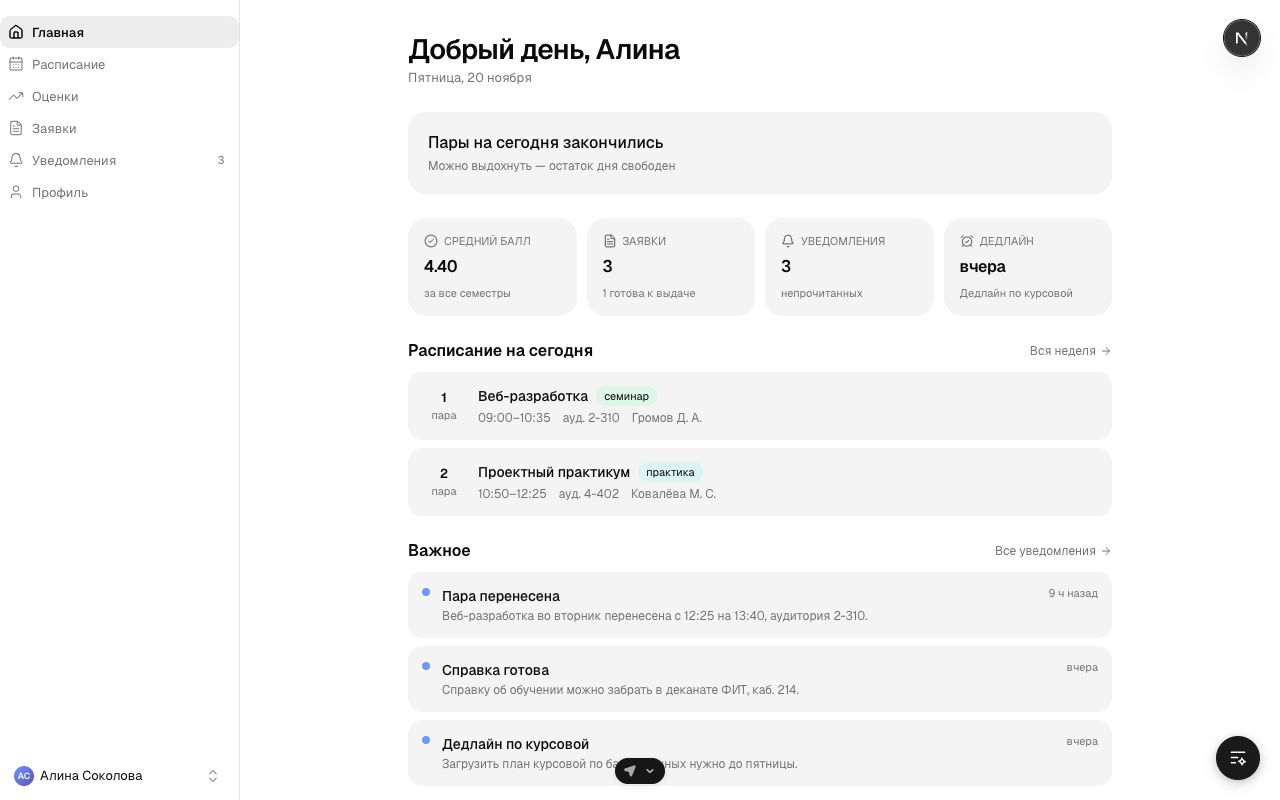 Главная
Расписание
Оценки
Заявки
Уведомления 3
Профиль
АС Алина Соколова
N
Добрый день, Алина
Пятница, 20 ноября
Пары на сегодня закончились
Можно выдохнуть — остаток дня свободен
СРЕДНИЙ БАЛЛ
4.40
за все семестры
ЗАЯВКИ
3
1 готова к выдаче
УВЕДОМЛЕНИЯ
3
непрочитанных
ДЕДЛАЙН
вчера
Дедлайн по курсовой
Расписание на сегодня
Вся неделя →
1 пара
Веб-разработка семинар
09:00–10:35 ауд. 2-310 Громов Д. А.
2 пара
Проектный практикум практика
10:50–12:25 ауд. 4-402 Ковалёва М. С.
Важное
Все уведомления →
Пара перенесена 9 ч назад
Веб-разработка во вторник перенесена с 12:25 на 13:40, аудитория 2-310.
Справка готова вчера
Справку об обучении можно забрать в деканате ФИТ, каб. 214.
Дедлайн по курсовой вчера
Загрузить план курсовой по нужно до пятницы.